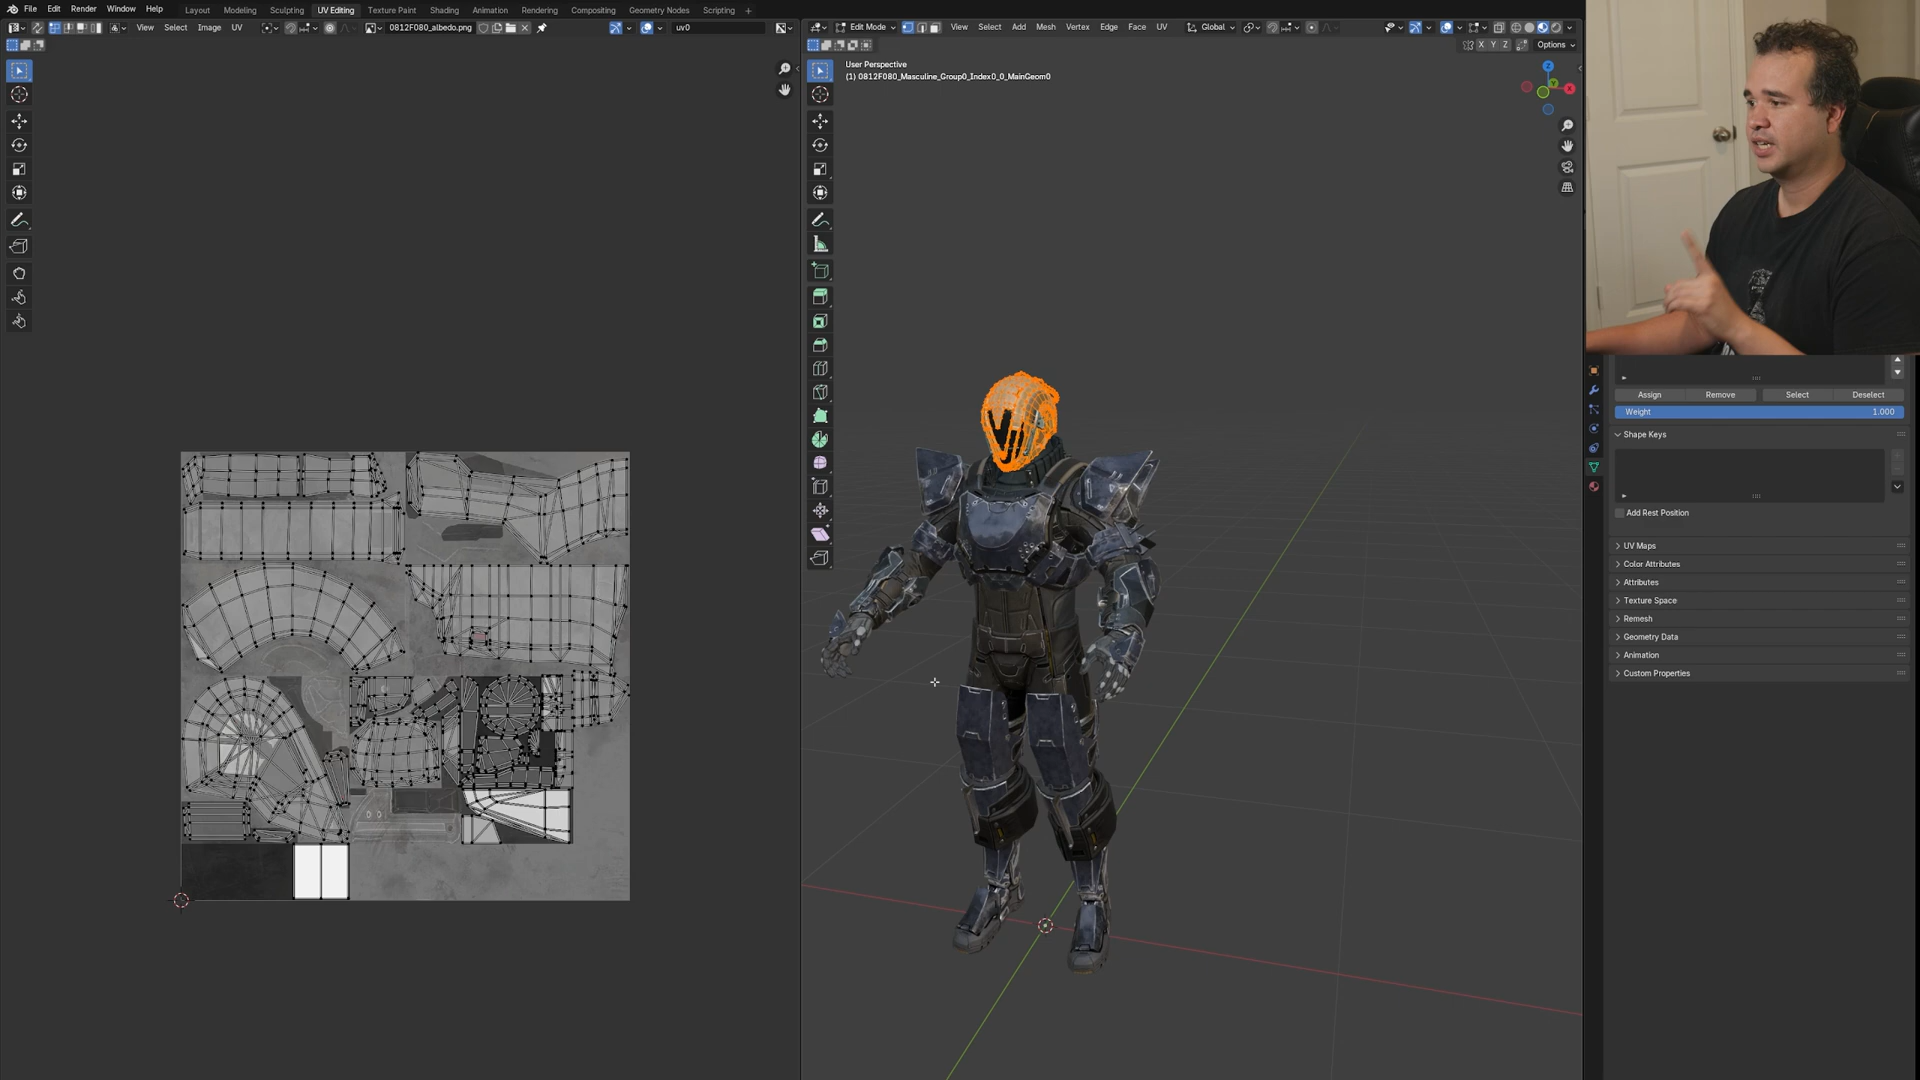 File Edit Render Window Help Layout Modeling Sculpting UV Editing Texture Paint Shading Animation Rendering Compositing Geometry Nodes Scripting +
View Select Image UV 0812F080_albedo.png uv0
Edit Mode View Select Add Mesh Vertex Edge Face UV Global
X Y Z Options
User Perspective
(1) 0812F080_Masculine_Group0_Index0_0_MainGeom0
Z
X
Assign Remove Select Deselect
Weight 1.000
Shape Keys
Add Rest Position
UV Maps
Color Attributes
Attributes
Texture Space
Remesh
Geometry Data
Animation
Custom Properties